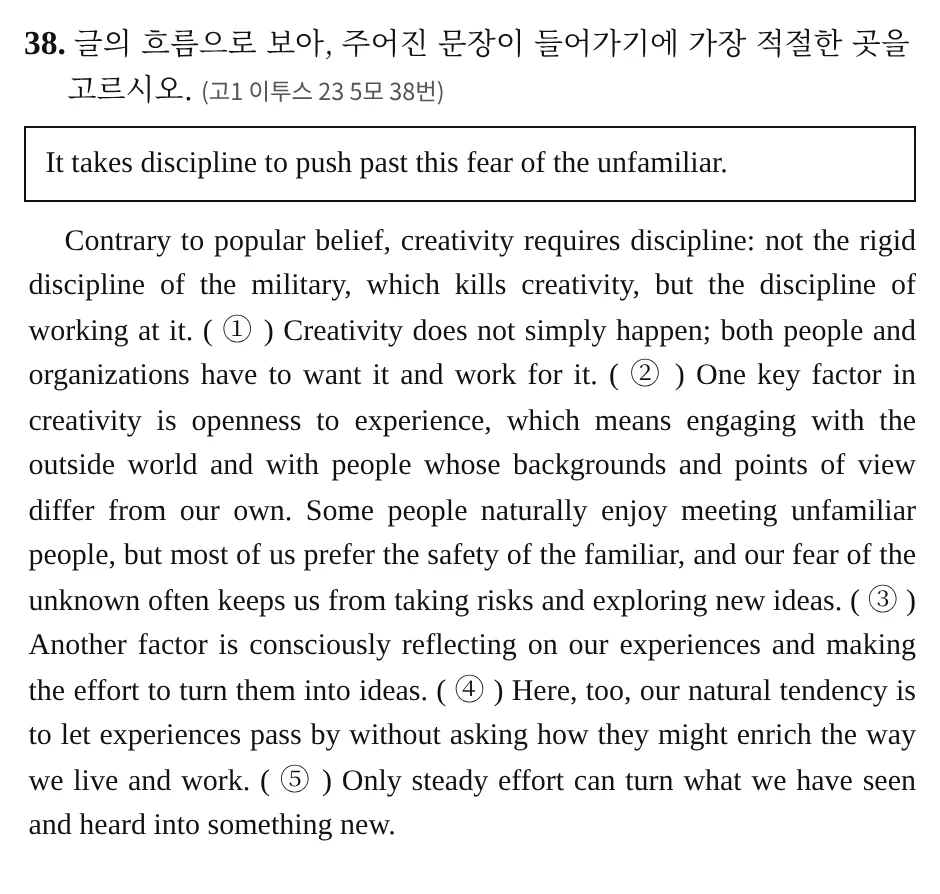 38. 글의 흐름으로 보아, 주어진 문장이 들어가기에 가장 적절한 곳을
고르시오. (고1 이투스 23 5모 38번)
It takes discipline to push past this fear of the unfamiliar.
Contrary to popular belief, creativity requires discipline: not the rigid
discipline of the military, which kills creativity, but the discipline of
working at it. ( ① ) Creativity does not simply happen; both people and
organizations have to want it and work for it. ( ② ) One key factor in
creativity is openness to experience, which means engaging with the
outside world and with people whose backgrounds and points of view
differ from our own. Some people naturally enjoy meeting unfamiliar
people, but most of us prefer the safety of the familiar, and our fear of the
unknown often keeps us from taking risks and exploring new ideas. ( ③ )
Another factor is consciously reflecting on our experiences and making
the effort to turn them into ideas. ( ④ ) Here, too, our natural tendency is
to let experiences pass by without asking how they might enrich the way
we live and work. ( ⑤ ) Only steady effort can turn what we have seen
and heard into something new.